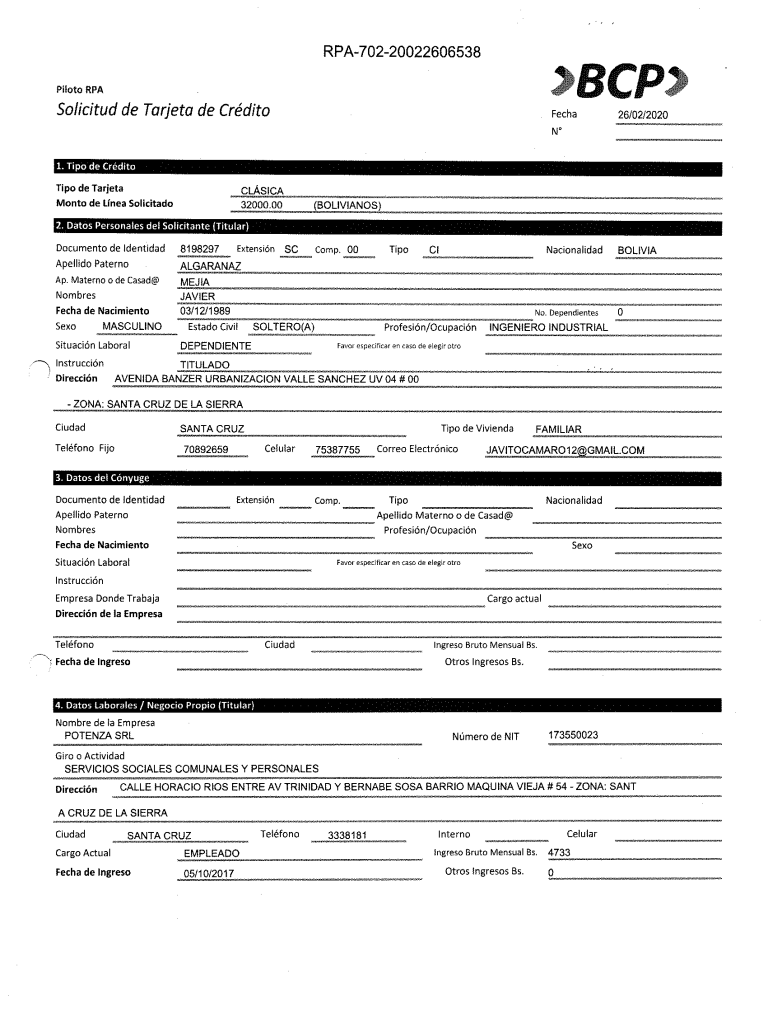 RPA-702-20022606538
BCP
Piloto RPA
Solicitud de Tarjeta de Crédito
Fecha 26/02/2020
N°
1. Tipo de Crédito
Tipo de Tarjeta CLÁSICA
Monto de Línea Solicitado 32000.00 (BOLIVIANOS)
2. Datos Personales del Solicitante (Titular)
Documento de Identidad 8198297 Extensión SC Comp. 00 Tipo CI Nacionalidad BOLIVIA
Apellido Paterno ALGARANAZ
Ap. Materno o de Casad@ MEJIA
Nombres JAVIER
Fecha de Nacimiento 03/12/1989 No. Dependientes 0
Sexo MASCULINO Estado Civil SOLTERO(A) Profesión/Ocupación INGENIERO INDUSTRIAL
Situación Laboral DEPENDIENTE Favor especificar en caso de elegir otro
Instrucción TITULADO
Dirección AVENIDA BANZER URBANIZACION VALLE SANCHEZ UV 04 # 00
- ZONA: SANTA CRUZ DE LA SIERRA
Ciudad SANTA CRUZ Tipo de Vivienda FAMILIAR
Teléfono Fijo 70892659 Celular 75387755 Correo Electrónico JAVITOCAMARO12@GMAIL.COM
3. Datos del Cónyuge
Documento de Identidad Extensión Comp. Tipo Nacionalidad
Apellido Paterno Apellido Materno o de Casad@
Nombres Profesión/Ocupación
Fecha de Nacimiento Sexo
Situación Laboral Favor especificar en caso de elegir otro
Instrucción
Empresa Donde Trabaja Cargo actual
Dirección de la Empresa
Teléfono Ciudad Ingreso Bruto Mensual Bs.
Fecha de Ingreso Otros Ingresos Bs.
4. Datos Laborales / Negocio Propio (Titular)
Nombre de la Empresa
POTENZA SRL Número de NIT 173550023
Giro o Actividad
SERVICIOS SOCIALES COMUNALES Y PERSONALES
Dirección CALLE HORACIO RIOS ENTRE AV TRINIDAD Y BERNABE SOSA BARRIO MAQUINA VIEJA # 54 - ZONA: SANT
A CRUZ DE LA SIERRA
Ciudad SANTA CRUZ Teléfono 3338181 Interno Celular
Cargo Actual EMPLEADO Ingreso Bruto Mensual Bs. 4733
Fecha de Ingreso 05/10/2017 Otros Ingresos Bs. 0